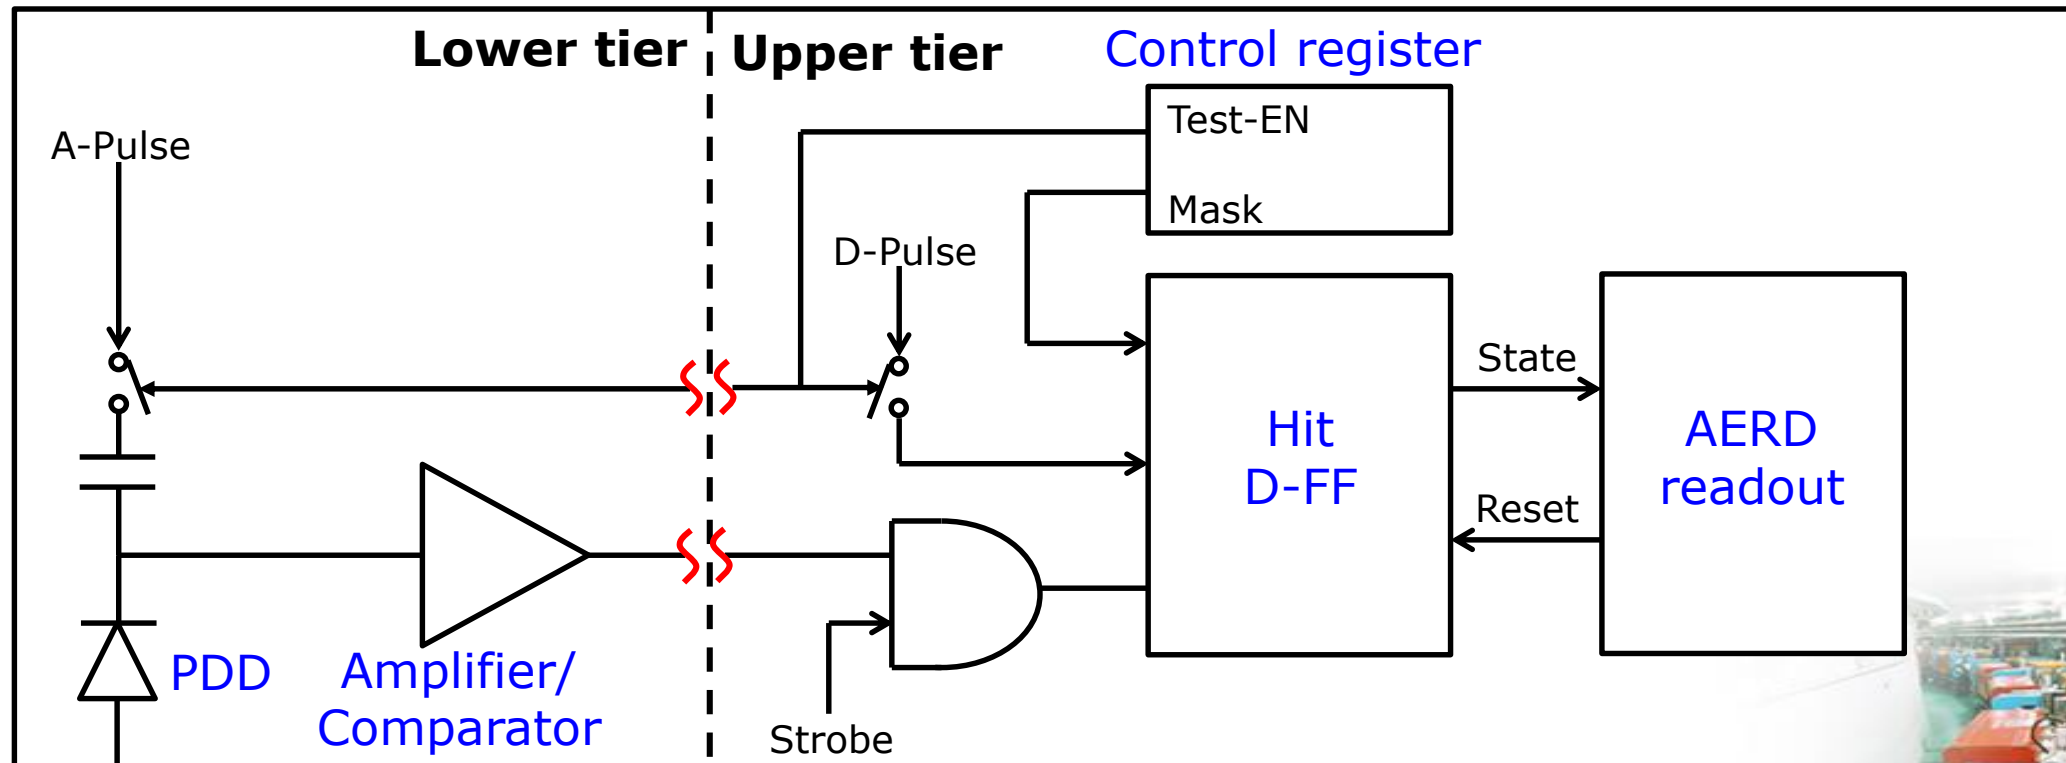 Lower tier
Upper tier
Control register
Test-EN
A-Pulse
Mask
D-Pulse
State
Hit
D-FF
AERD
readout
Reset
PDD
Amplifier/
Comparator
Strobe